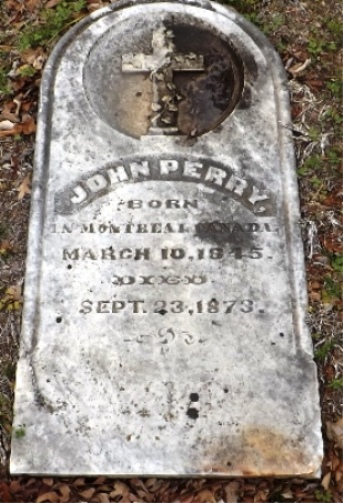 JOHN PERRY,
BORN
IN MONTREAL CANADA
MARCH 10, 1845.
DIED
SEPT. 23, 1873.